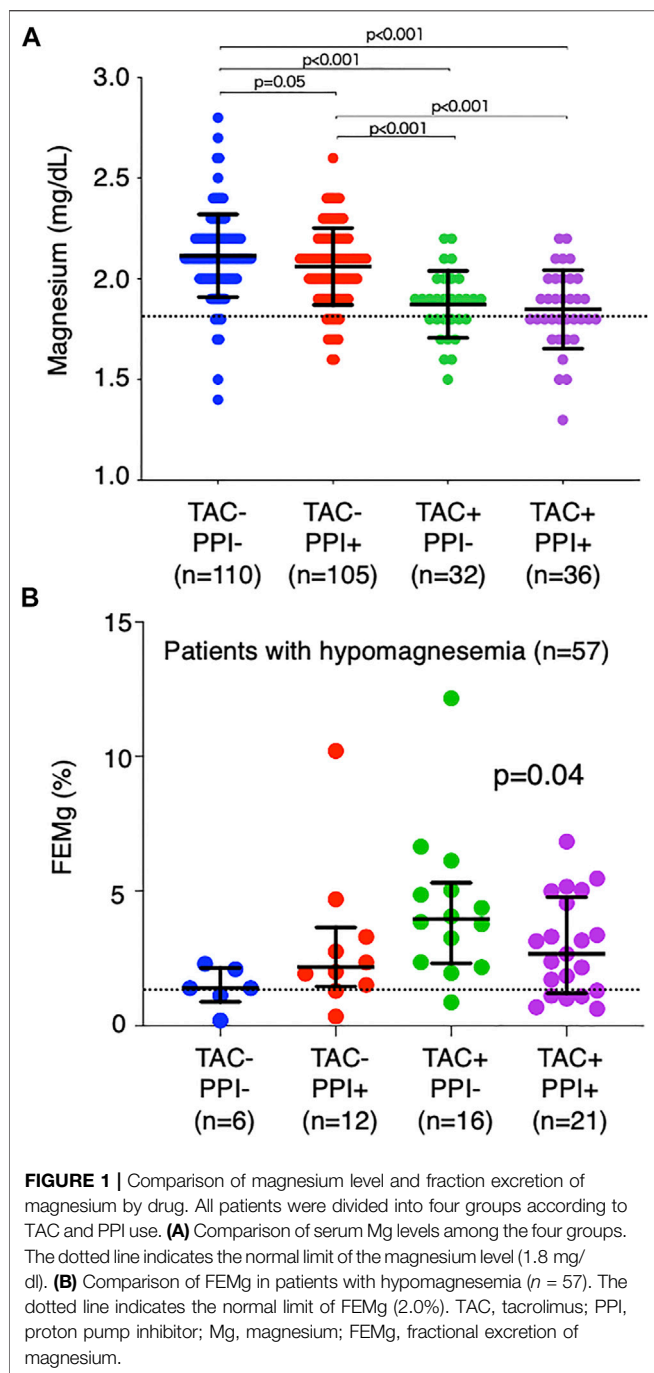 A
p<0.001
p<0.001
p=0.05
p<0.001
p<0.001
3.0
2.5
2.0
1.5
1.0
Magnesium (mg/dL)
TAC- TAC- TAC+ TAC+
PPI- PPI+ PPI- PPI+
(n=110) (n=105) (n=32) (n=36)
B
15
Patients with hypomagnesemia (n=57)
10
p=0.04
5
0
FEMg (%)
TAC- TAC- TAC+ TAC+
PPI- PPI+ PPI- PPI+
(n=6) (n=12) (n=16) (n=21)
FIGURE 1 | Comparison of magnesium level and fraction excretion of
magnesium by drug. All patients were divided into four groups according to
TAC and PPI use. (A) Comparison of serum Mg levels among the four groups.
The dotted line indicates the normal limit of the magnesium level (1.8 mg/
dl). (B) Comparison of FEMg in patients with hypomagnesemia (n = 57). The
dotted line indicates the normal limit of FEMg (2.0%). TAC, tacrolimus; PPI,
proton pump inhibitor; Mg, magnesium; FEMg, fractional excretion of
magnesium.